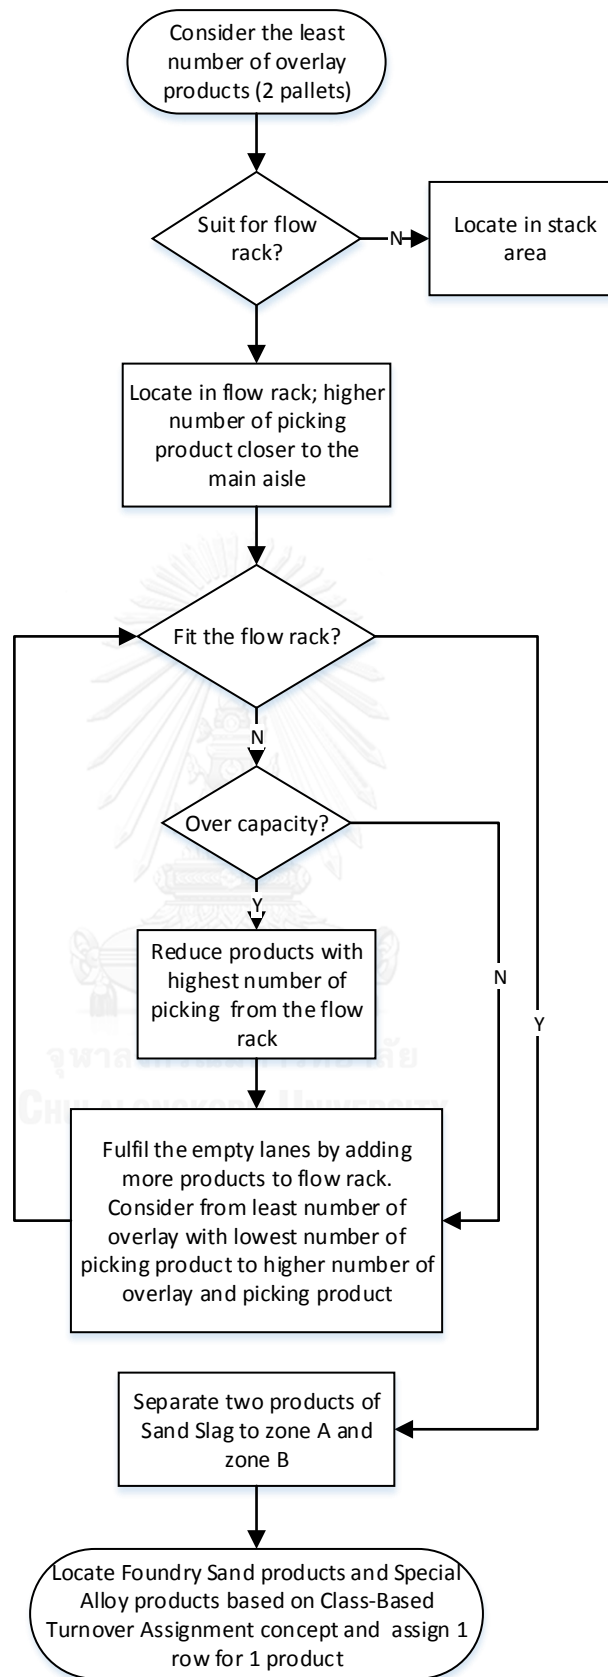 Consider the least
number of overlay
products (2 pallets)
Suit for flow
rack?
N
Locate in stack
area
Locate in flow rack; higher
number of picking
product closer to the
main aisle
Fit the flow rack?
N
Over capacity?
Y
Reduce products with
highest number of
picking from the flow
rack
N
Y
Fulfil the empty lanes by adding
more products to flow rack.
Consider from least number of
overlay with lowest number of
picking product to higher number of
overlay and picking product
Separate two products of
Sand Slag to zone A and
zone B
Locate Foundry Sand products and Special
Alloy products based on Class-Based
Turnover Assignment concept and assign 1
row for 1 product